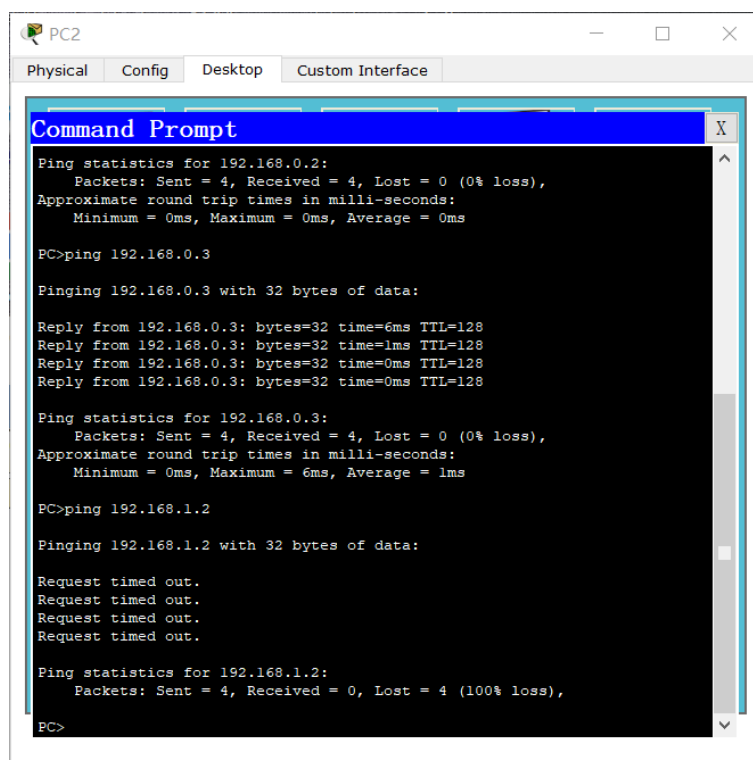 PC2
Physical Config Desktop Custom Interface
Command Prompt X
Ping statistics for 192.168.0.2:
Packets: Sent = 4, Received = 4, Lost = 0 (0% loss),
Approximate round trip times in milli-seconds:
Minimum = 0ms, Maximum = 0ms, Average = 0ms
PC>ping 192.168.0.3
Pinging 192.168.0.3 with 32 bytes of data:
Reply from 192.168.0.3: bytes=32 time=6ms TTL=128
Reply from 192.168.0.3: bytes=32 time=1ms TTL=128
Reply from 192.168.0.3: bytes=32 time=0ms TTL=128
Reply from 192.168.0.3: bytes=32 time=0ms TTL=128
Ping statistics for 192.168.0.3:
Packets: Sent = 4, Received = 4, Lost = 0 (0% loss),
Approximate round trip times in milli-seconds:
Minimum = 0ms, Maximum = 6ms, Average = 1ms
PC>ping 192.168.1.2
Pinging 192.168.1.2 with 32 bytes of data:
Request timed out.
Request timed out.
Request timed out.
Request timed out.
Ping statistics for 192.168.1.2:
Packets: Sent = 4, Received = 0, Lost = 4 (100% loss),
PC>